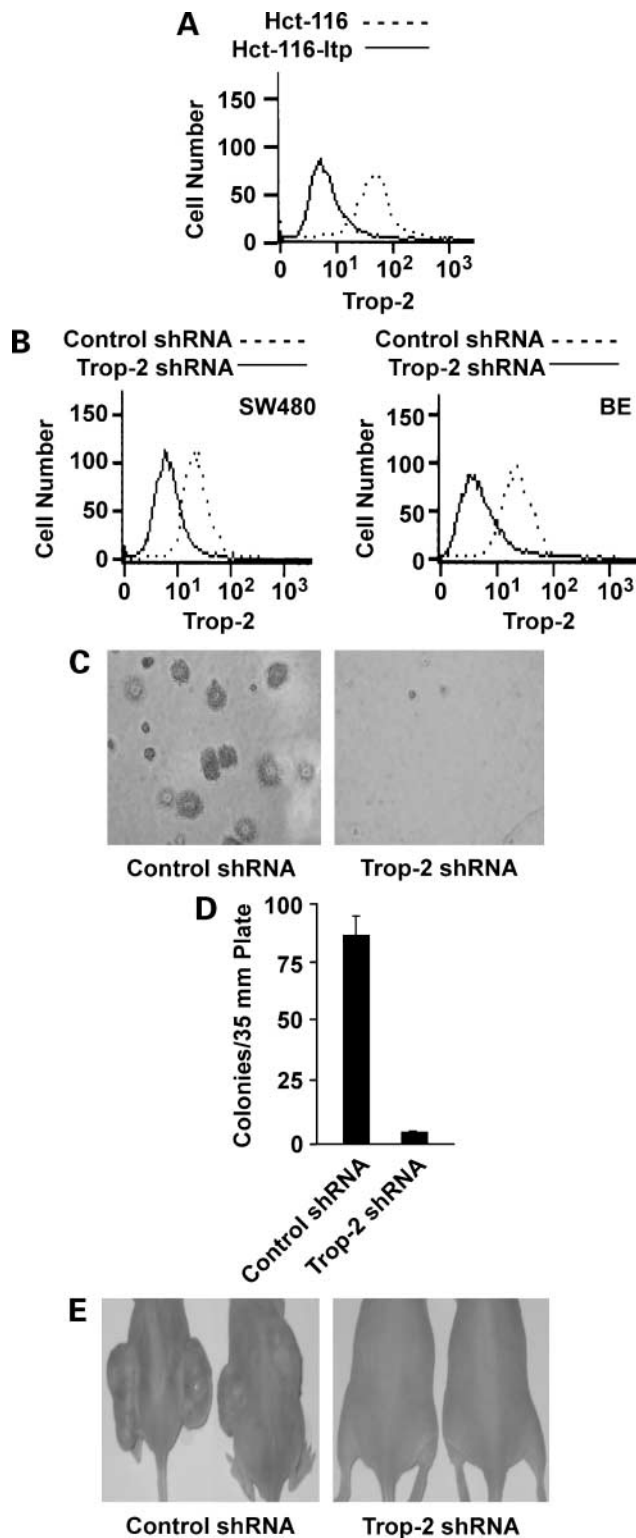 A
Hct-116
Hct-116-ltp
Cell Number
150
100
50
0
0 10¹ 10² 10³
Trop-2
B
Control shRNA
Trop-2 shRNA
SW480
Cell Number
150
100
50
0
0 10¹ 10² 10³
Trop-2
Control shRNA
Trop-2 shRNA
BE
Cell Number
150
100
50
0
0 10¹ 10² 10³
Trop-2
C
Control shRNA
Trop-2 shRNA
D
Colonies/35 mm Plate
100
75
50
25
0
Control shRNA
Trop-2 shRNA
E
Control shRNA
Trop-2 shRNA